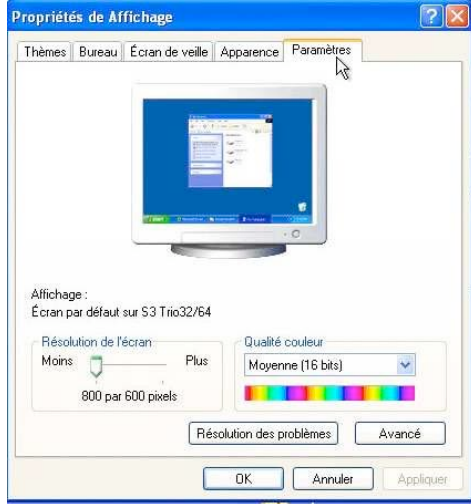 Propriétés de Affichage
Thèmes Bureau Écran de veille Apparence Paramètres
Affichage :
Écran par défaut sur S3 Trio32/64
Résolution de l'écran Qualité couleur
Moins Plus Moyenne (16 bits)
800 par 600 pixels
Résolution des problèmes Avancé
OK Annuler Appliquer